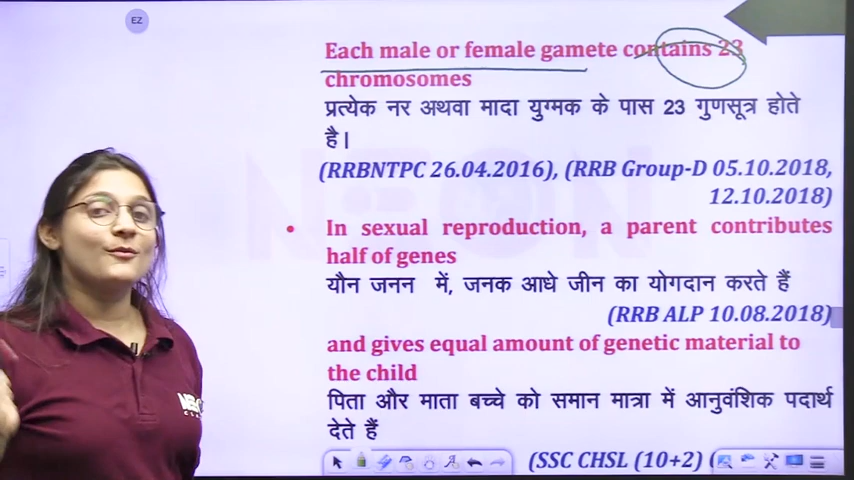 EZ
Each male or female gamete contains 23
chromosomes
प्रत्येक नर अथवा मादा युग्मक के पास 23 गुणसूत्र होते
है।
(RRBNTPC 26.04.2016), (RRB Group-D 05.10.2018,
12.10.2018)
• In sexual reproduction, a parent contributes
half of genes
यौन जनन में, जनक आधे जीन का योगदान करते हैं
(RRB ALP 10.08.2018)
and gives equal amount of genetic material to
the child
पिता और माता बच्चे को समान मात्रा में आनुवंशिक पदार्थ
देते हैं
(SSC CHSL (10+2) (
NEON